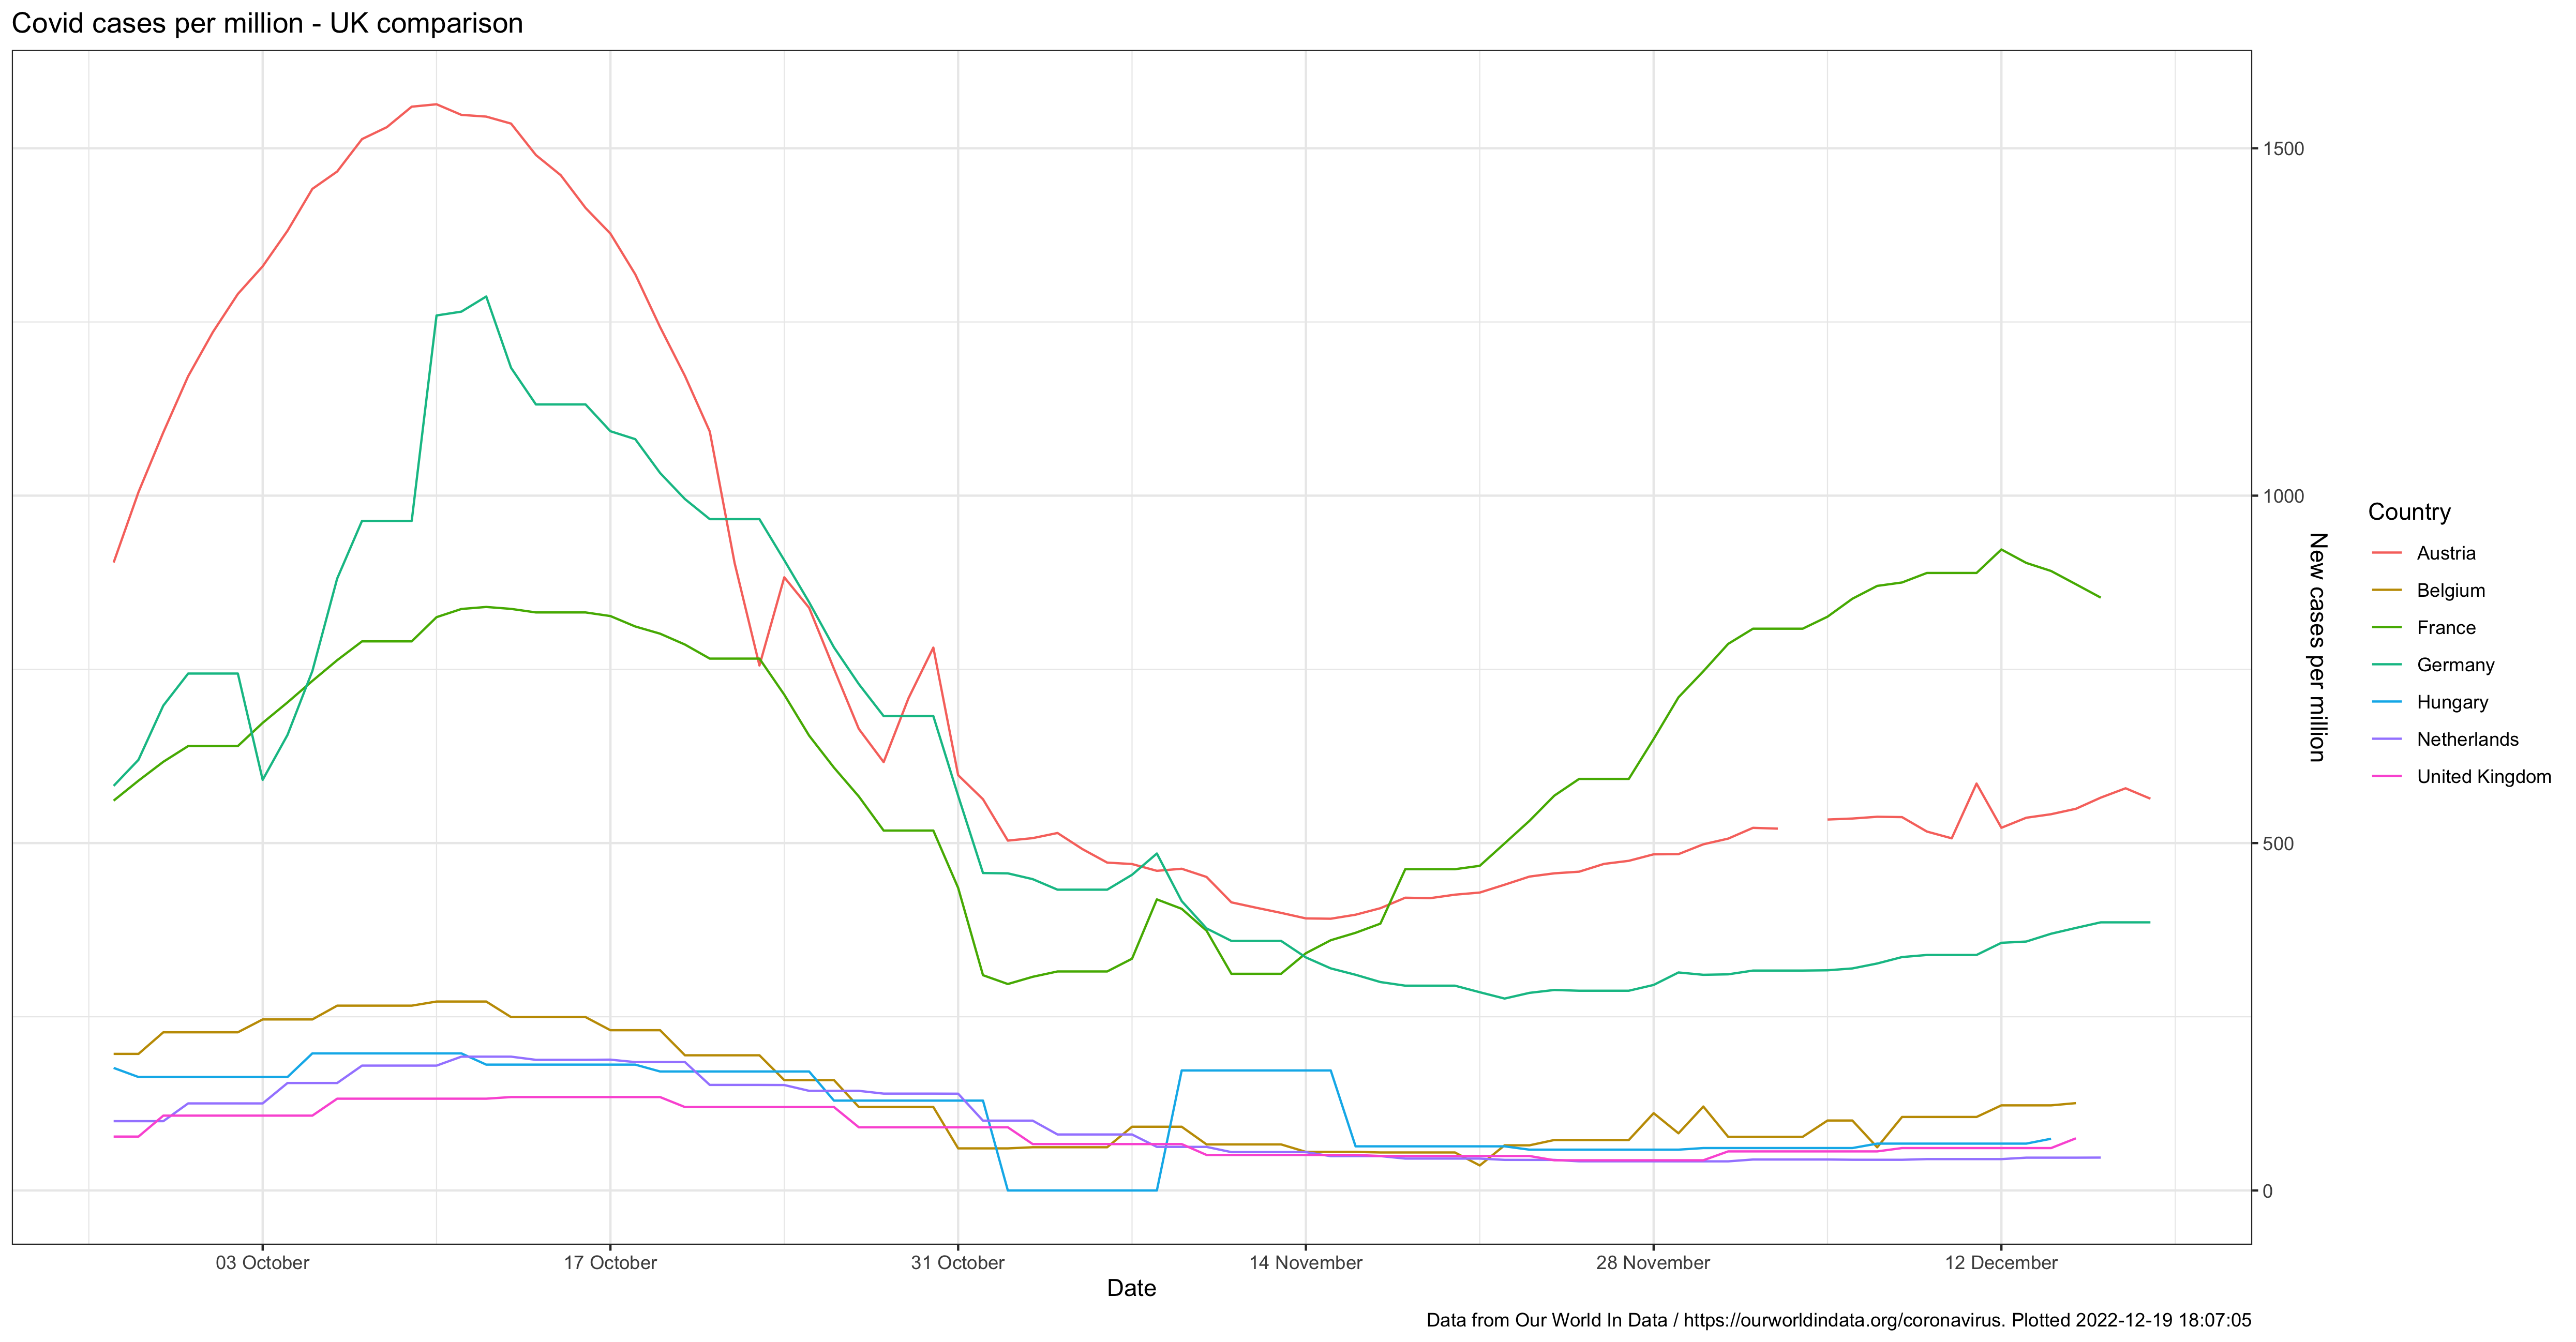 Covid cases per million - UK comparison
1500
1000
500
0
New cases per million
03 October
17 October
31 October
14 November
28 November
12 December
Date
Country
Austria
Belgium
France
Germany
Hungary
Netherlands
United Kingdom
Data from Our World In Data / https://ourworldindata.org/coronavirus. Plotted 2022-12-19 18:07:05